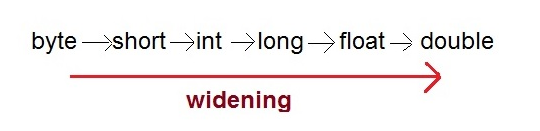 byte → short → int → long → float → double
widening